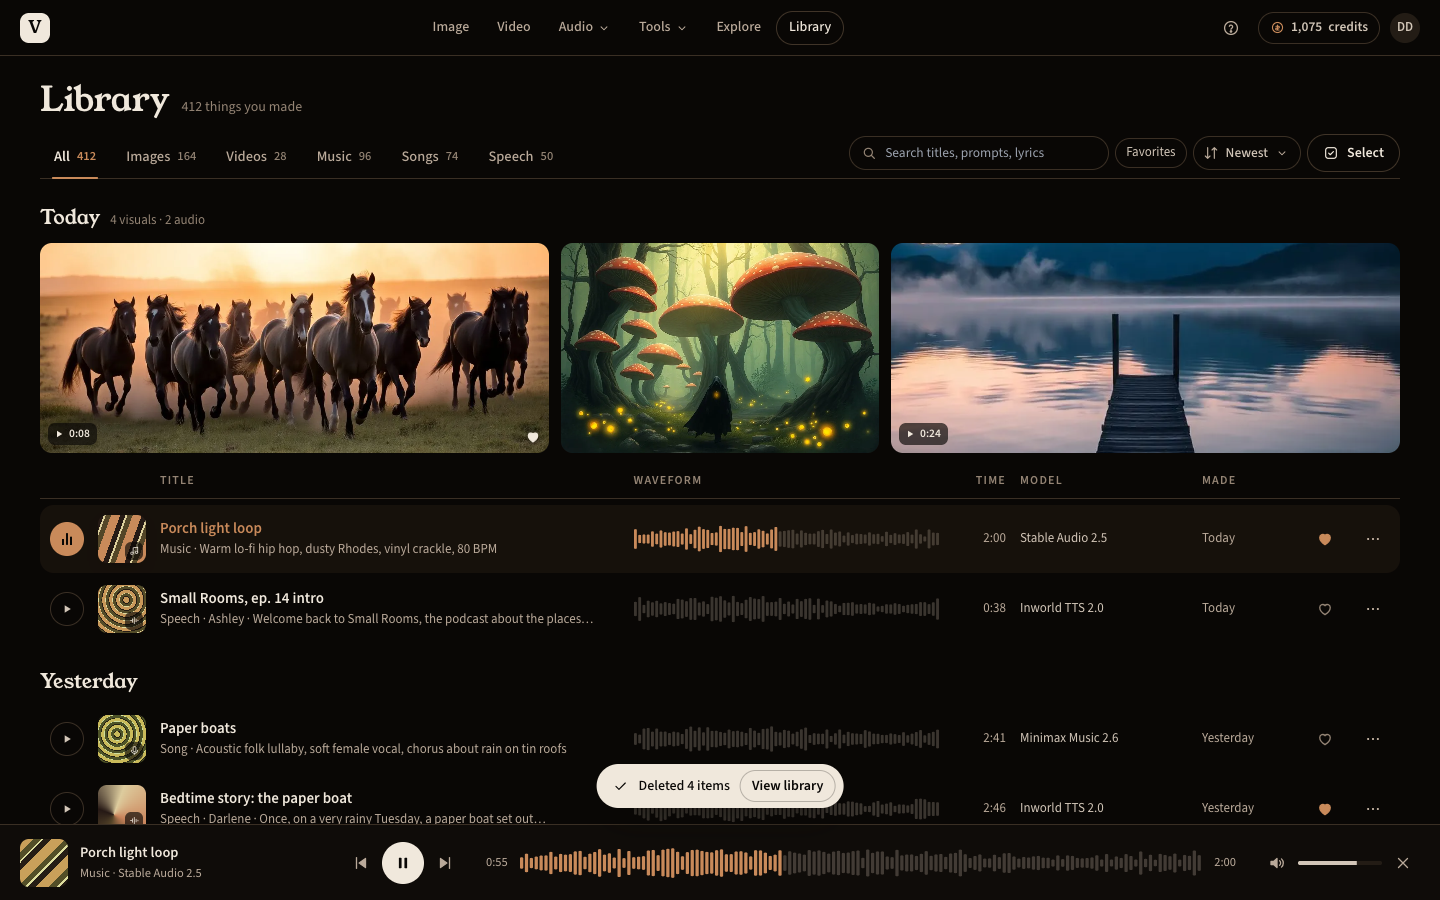 V
Image Video Audio Tools Explore Library
1,075 credits DD
Library 412 things you made
All 412 Images 164 Videos 28 Music 96 Songs 74 Speech 50
Search titles, prompts, lyrics Favorites Newest Select
Today 4 visuals · 2 audio
0:08 0:24
TITLE WAVEFORM TIME MODEL MADE
Porch light loop
Music · Warm lo-fi hip hop, dusty Rhodes, vinyl crackle, 80 BPM
2:00 Stable Audio 2.5 Today
Small Rooms, ep. 14 intro
Speech · Ashley · Welcome back to Small Rooms, the podcast about the places…
0:38 Inworld TTS 2.0 Today
Yesterday
Paper boats
Song · Acoustic folk lullaby, soft female vocal, chorus about rain on tin roofs
2:41 Minimax Music 2.6 Yesterday
Deleted 4 items View library
Bedtime story: the paper boat
Speech · Darlene · Once, on a very rainy Tuesday, a paper boat set out…
2:46 Inworld TTS 2.0 Yesterday
Porch light loop
Music · Stable Audio 2.5
0:55 2:00